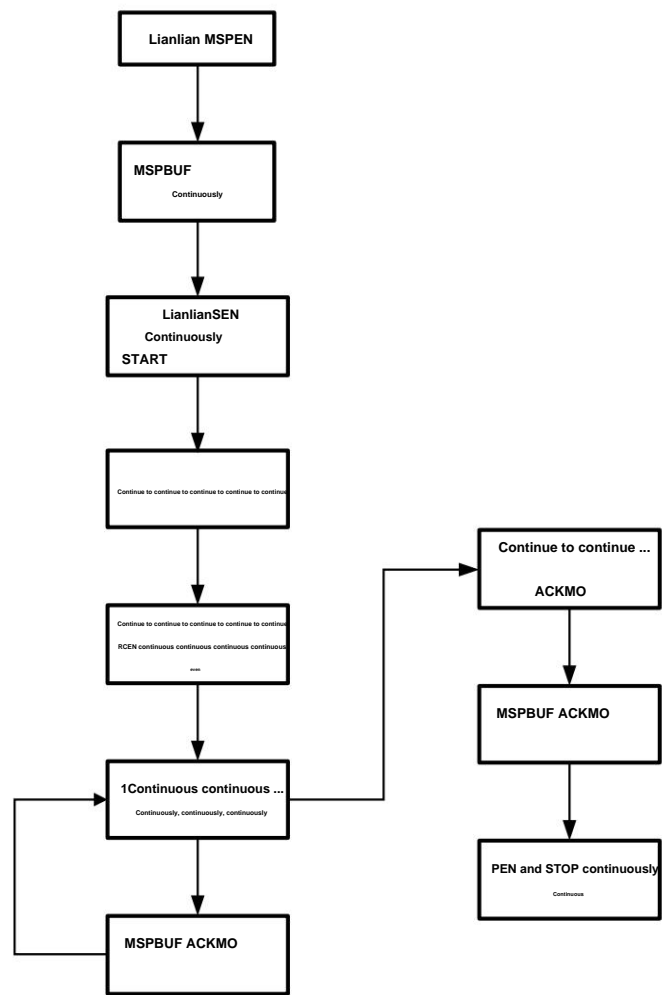 Lianlian MSPEN
MSPBUF
Continuously
LianlianSEN
Continuously
START
Continue to continue to continue to continue to continue
Continue to continue to continue to continue to continue
RCEN continuous continuous continuous continuous
1Continuous continuous ...
Continuously, continuously, continuously
MSPBUF ACKMO
Continue to continue ...
ACKMO
MSPBUF ACKMO
PEN and STOP continuously
Continuous